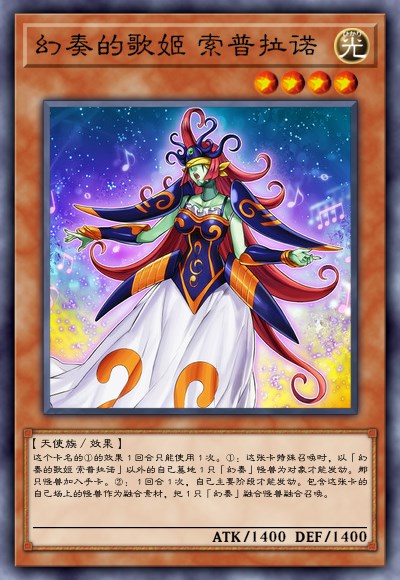 幻奏的歌姬 索普拉诺
光
【天使族／效果】
这个卡名的①的效果1回合只能使用1次。①：这张卡特殊召唤时，以「幻
奏的歌姬 索普拉诺」以外的自己墓地1只「幻奏」怪兽为对象才能发动。那
只怪兽加入手卡。②：1回合1次，自己主要阶段才能发动。包含这张卡的
自己场上的怪兽作为融合素材，把1只「幻奏」融合怪兽融合召唤。
ATK/1400 DEF/1400